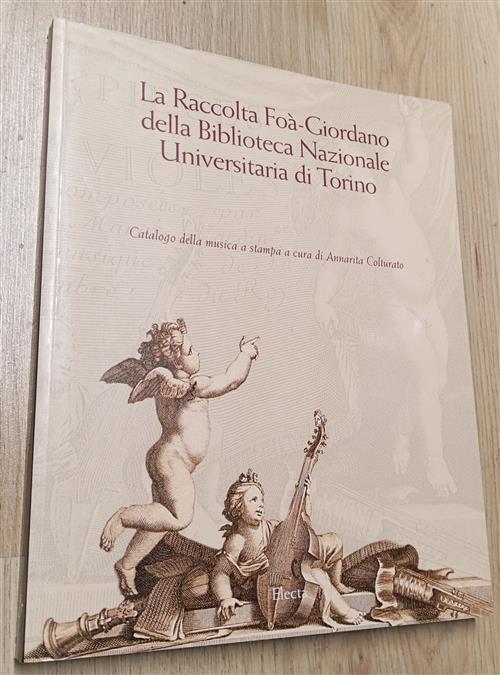 La Raccolta Foà-Giordano
della Biblioteca Nazionale
Universitaria di Torino
Catalogo della musica a stampa a cura di Annarita Colturato
VIOLES
Electa